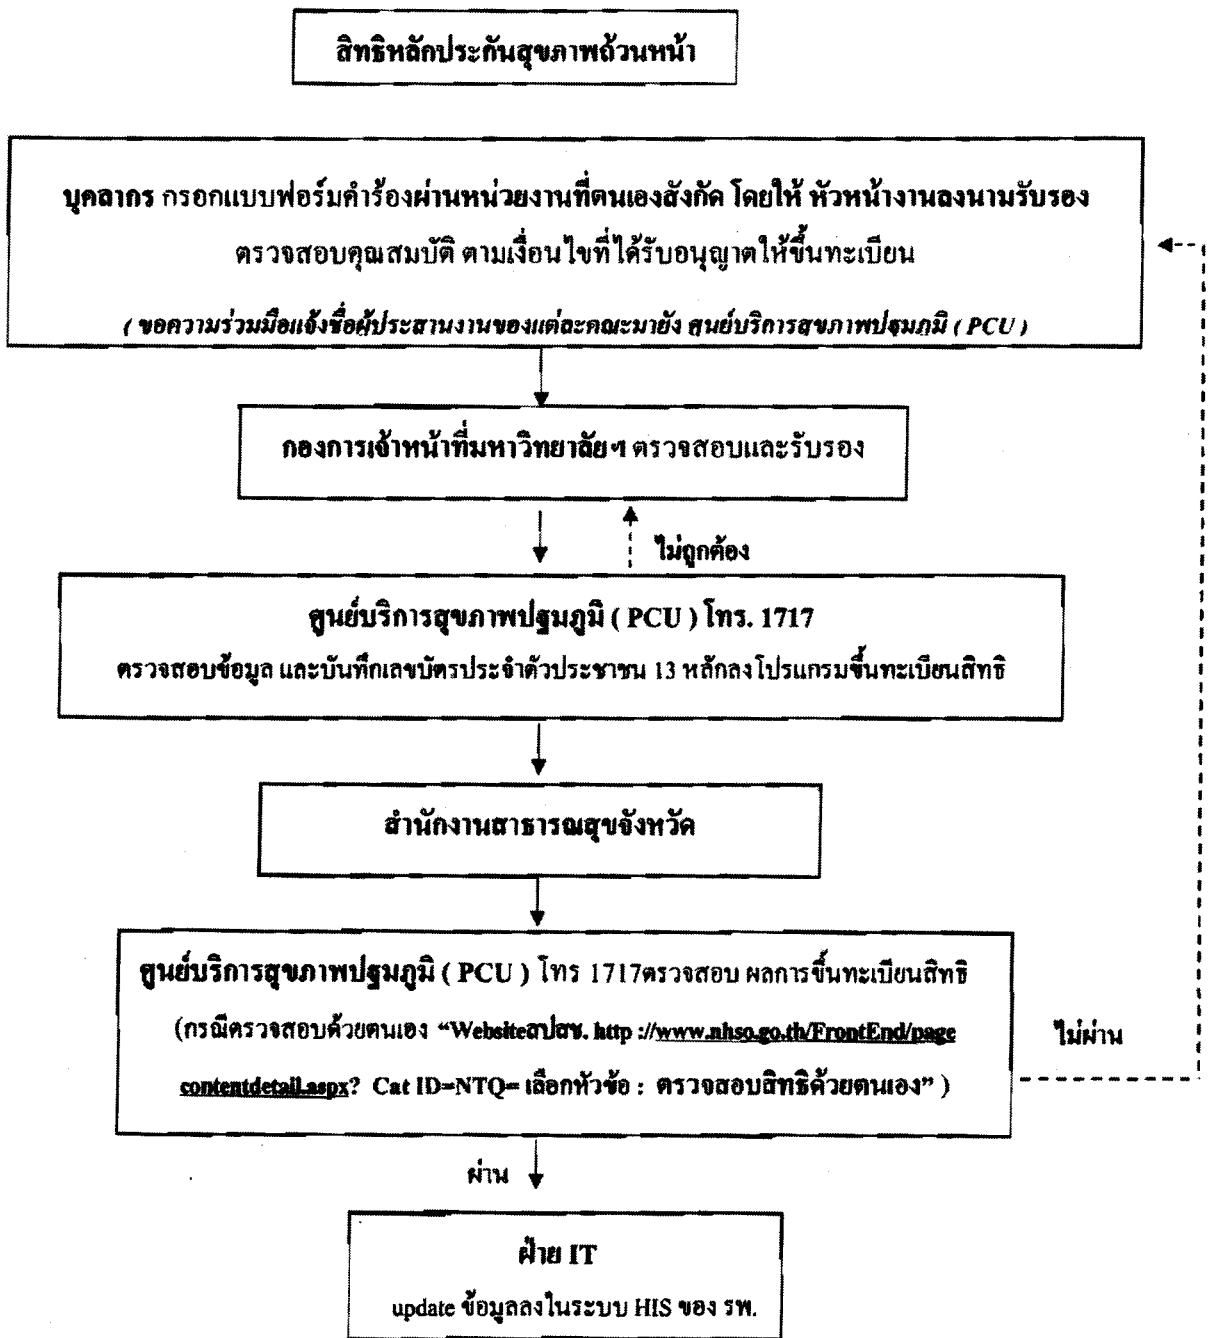 สิทธิหลักประกันสุขภาพถ้วนหน้า
บุคลากร กรอกแบบฟอร์มคำร้องผ่านหน่วยงานที่ตนเองสังกัด โดยให้ หัวหน้างานลงนามรับรอง
ตรวจสอบคุณสมบัติ ตามเงื่อนไขที่ได้รับอนุญาตให้ขึ้นทะเบียน
( ขอความร่วมมือแจ้งชื่อผู้ประสานงานของแต่ละคณะมายัง ศูนย์บริการสุขภาพปฐมภูมิ ( PCU )
กองการเจ้าหน้าที่มหาวิทยาลัยฯ ตรวจสอบและรับรอง
ไม่ถูกต้อง
ศูนย์บริการสุขภาพปฐมภูมิ ( PCU ) โทร. 1717
ตรวจสอบข้อมูล และบันทึกเลขบัตรประจำตัวประชาชน 13 หลักลงโปรแกรมขึ้นทะเบียนสิทธิ
สำนักงานสาธารณสุขจังหวัด
ศูนย์บริการสุขภาพปฐมภูมิ ( PCU ) โทร 1717ตรวจสอบ ผลการขึ้นทะเบียนสิทธิ
(กรณีตรวจสอบด้วยตนเอง “Websiteสปสช. http ://www.nhso.go.th/FrontEnd/page
contentdetail.aspx? Cat ID=NTQ= เลือกหัวข้อ : ตรวจสอบสิทธิด้วยตนเอง” )
ไม่ผ่าน
ผ่าน
ฝ่าย IT
update ข้อมูลลงในระบบ HIS ของ รพ.